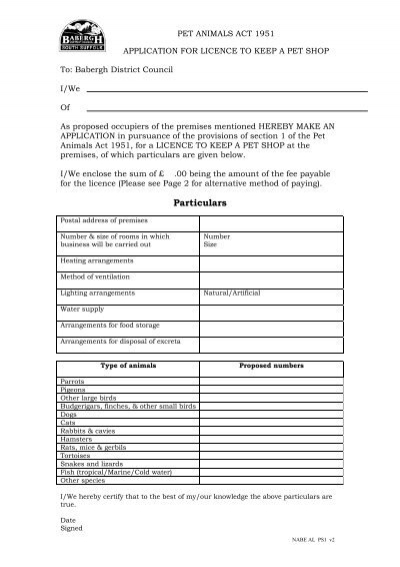 BABERGH
SOUTH SUFFOLK
PET ANIMALS ACT 1951
APPLICATION FOR LICENCE TO KEEP A PET SHOP
To: Babergh District Council
I/We
Of
As proposed occupiers of the premises mentioned HEREBY MAKE AN
APPLICATION in pursuance of the provisions of section 1 of the Pet
Animals Act 1951, for a LICENCE TO KEEP A PET SHOP at the
premises, of which particulars are given below.
I/We enclose the sum of £ .00 being the amount of the fee payable
for the licence (Please see Page 2 for alternative method of paying).
Particulars
Postal address of premises
Number & size of rooms in which Number
business will be carried out Size
Heating arrangements
Method of ventilation
Lighting arrangements Natural/Artificial
Water supply
Arrangements for food storage
Arrangements for disposal of excreta
Type of animals Proposed numbers
Parrots
Pigeons
Other large birds
Budgerigars, finches, & other small birds
Dogs
Cats
Rabbits & cavies
Hamsters
Rats, mice & gerbils
Tortoises
Snakes and lizards
Fish (tropical/Marine/Cold water)
Other species
I/We hereby certify that to the best of my/our knowledge the above particulars are
true.
Date
Signed
NABE AL PS1 v2